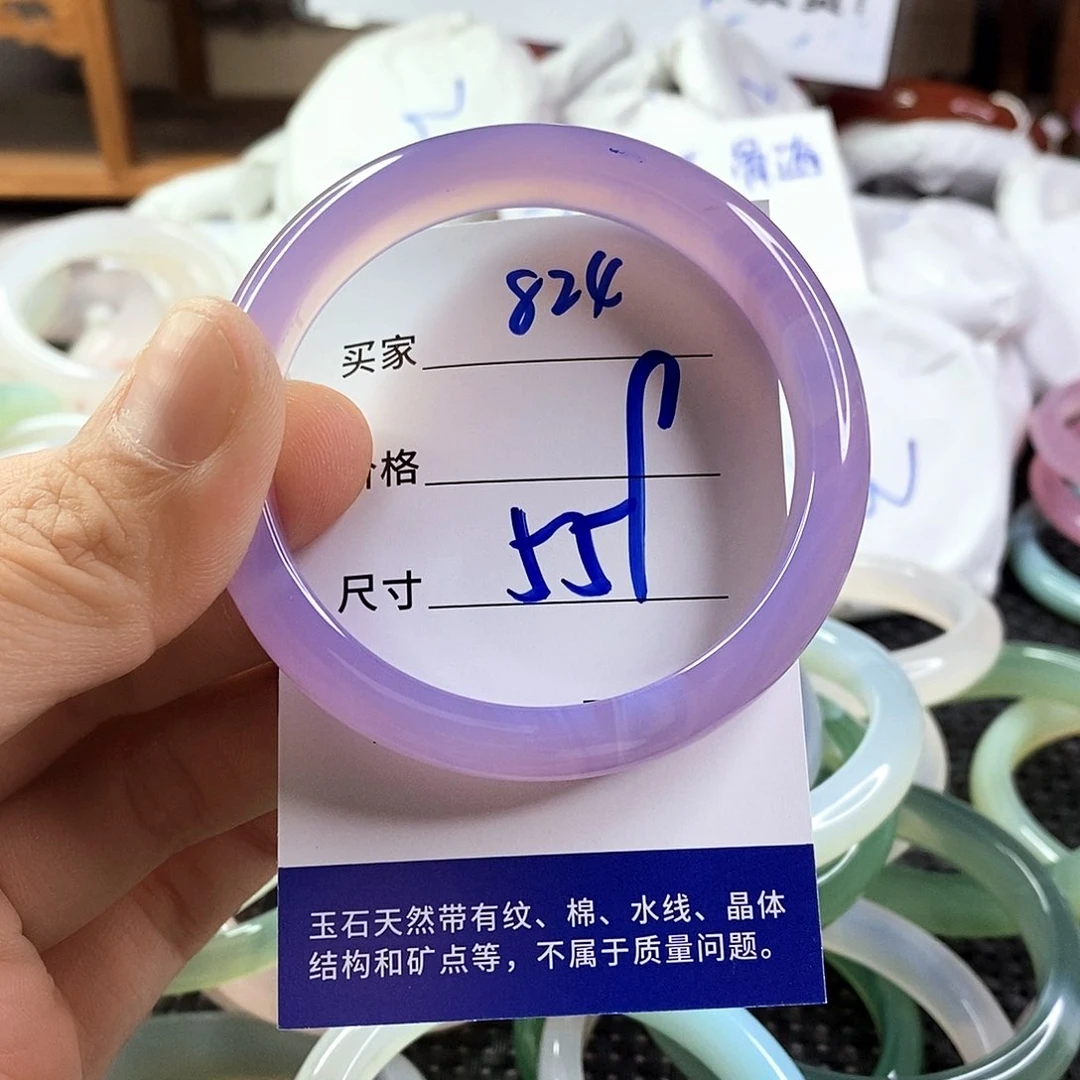 824
买家
格
55
尺寸
玉石天然带有纹、棉、水线、晶体
结构和矿点等，不属于质量问题。